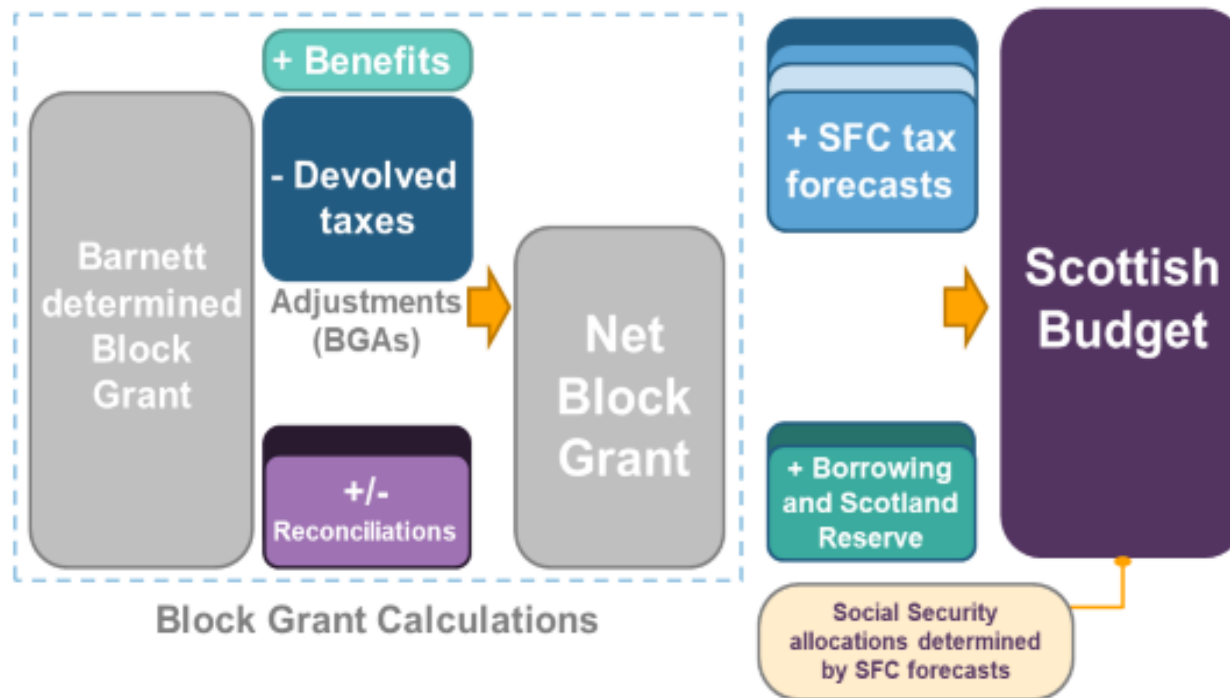 + Benefits
- Devolved
taxes
Barnett
determined
Block
Grant
Adjustments
(BGAs)
+/-
Reconciliations
Net
Block
Grant
Block Grant Calculations
+ SFC tax
forecasts
+ Borrowing
and Scotland
Reserve
Scottish
Budget
Social Security
allocations determined
by SFC forecasts